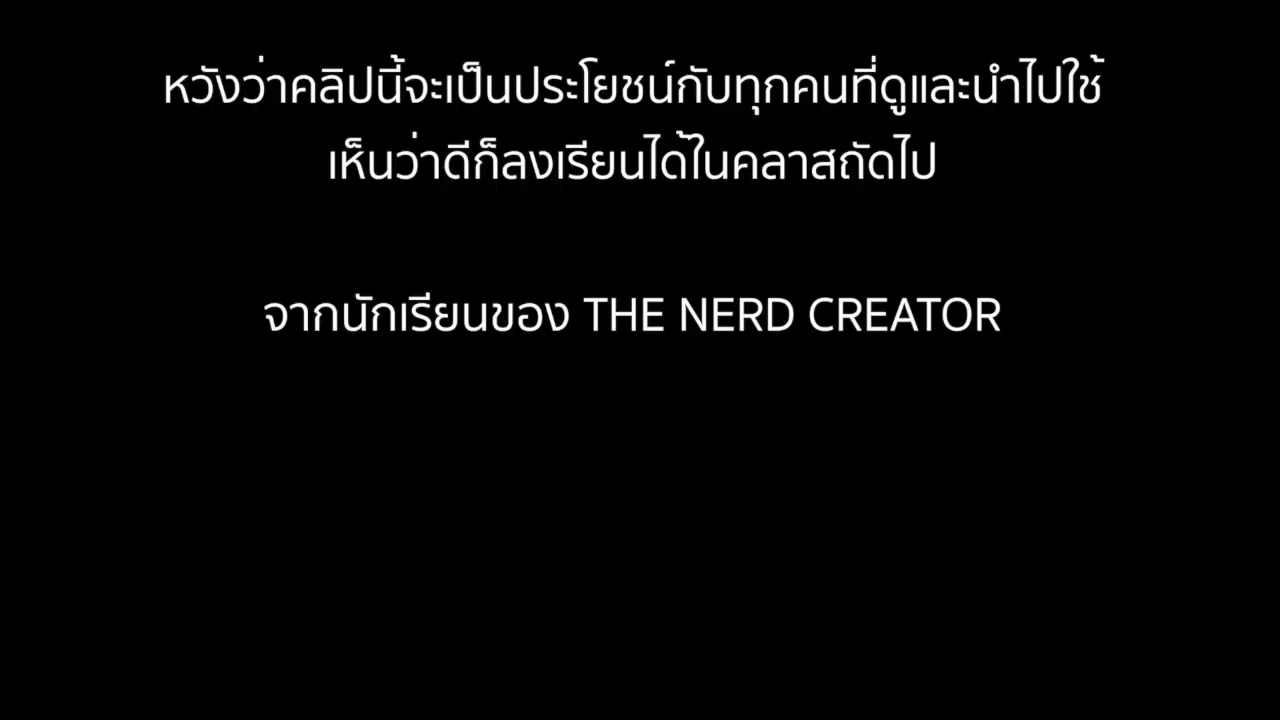 หวังว่าคลิปนี้จะเป็นประโยชน์กับทุกคนที่ดูและนำไปใช้
เห็นว่าดีก็ลงเรียนได้ในคลาสถัดไป
จากนักเรียนของ THE NERD CREATOR